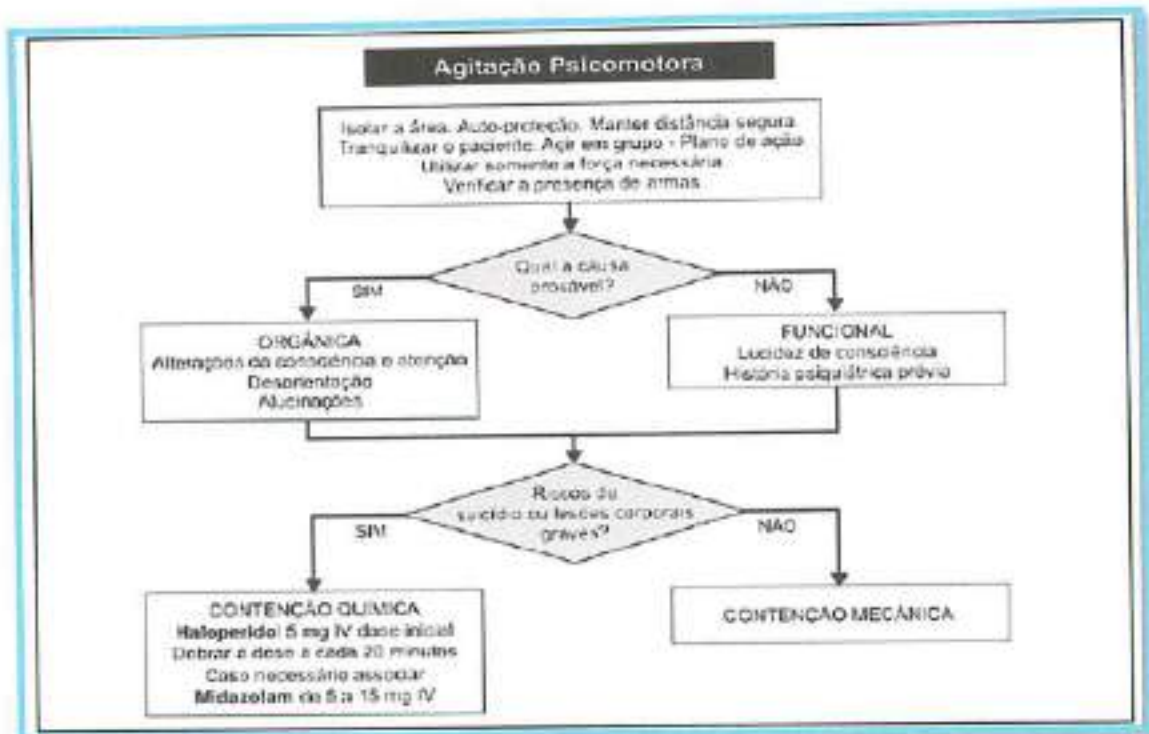 Agitação Psicomotora
Isolar a área. Auto-proteção. Manter distância segura
Tranquilizar o paciente. Agir em grupo - Plano de ação
Utilizar somente a força necessária
Verificar a presença de armas
Qual a causa
provável?
SIM
NÃO
ORGÂNICA
Alterações da consciência e atenção
Desorientação
Alucinações
FUNCIONAL
Lucidez de consciência
História psiquiátrica prévia
Riscos de
suicídio ou lesões corporais
graves?
SIM
NÃO
CONTENÇÃO QUÍMICA
Haloperidol 5 mg IV dose inicial
Dobrar a dose a cada 20 minutos
Caso necessário associar
Midazolam de 5 a 15 mg IV
CONTENÇÃO MECÂNICA